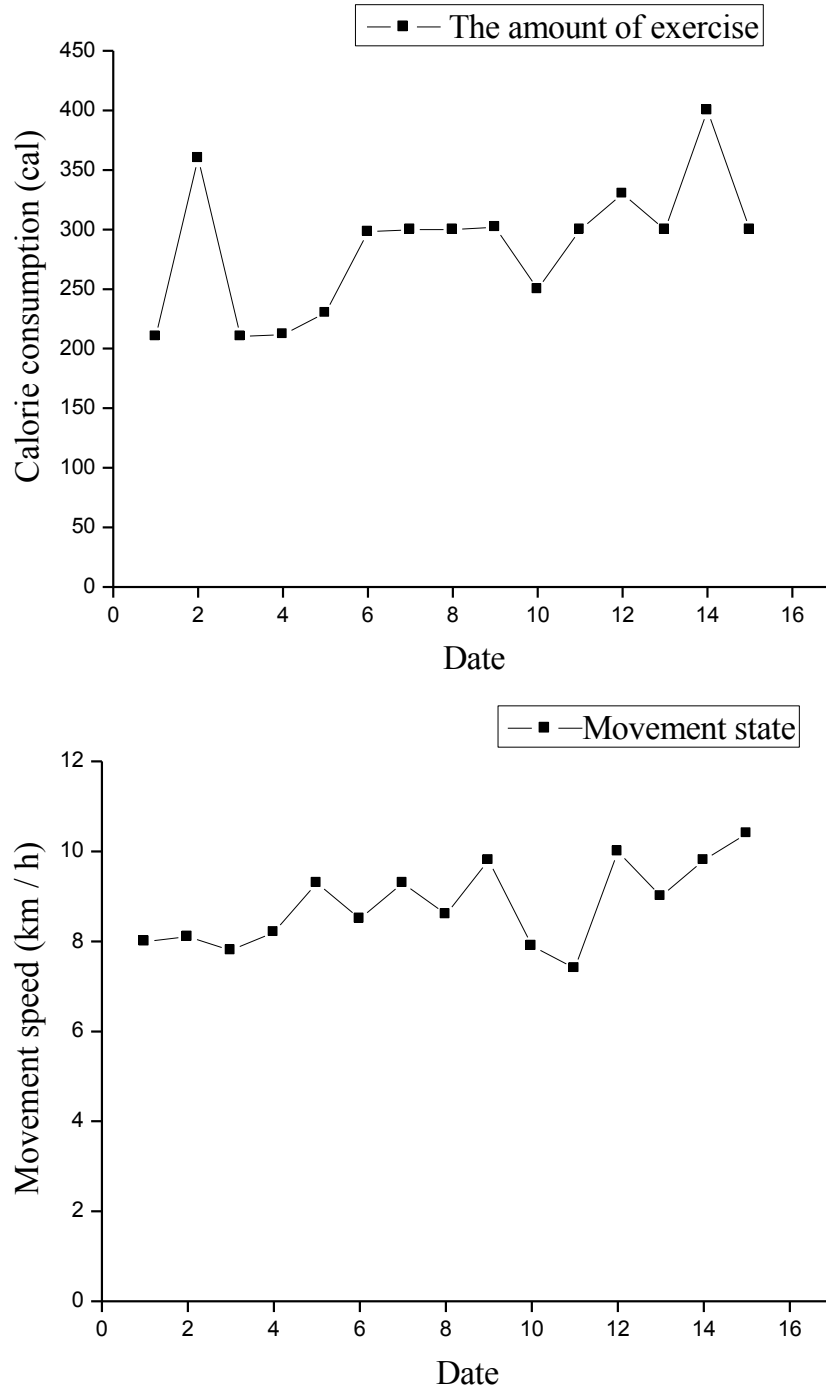 The amount of exercise
450
400
350
300
250
200
150
100
50
0
Calorie consumption (cal)
0 2 4 6 8 10 12 14 16
Date
Movement state
12
10
8
6
4
2
0
Movement speed (km / h)
0 2 4 6 8 10 12 14 16
Date